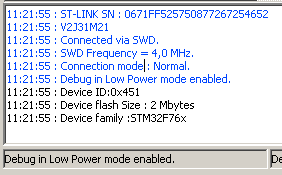 11:21:55 : ST-LINK SN : 0671FF525750877267254652
11:21:55 : V2J31M21
11:21:55 : Connected via SWD.
11:21:55 : SWD Frequency = 4,0 MHz.
11:21:55 : Connection mode : Normal.
11:21:55 : Debug in Low Power mode enabled.
11:21:55 : Device ID:0x451
11:21:55 : Device flash Size : 2 Mbytes
11:21:55 : Device family :STM32F76x
Debug in Low Power mode enabled.